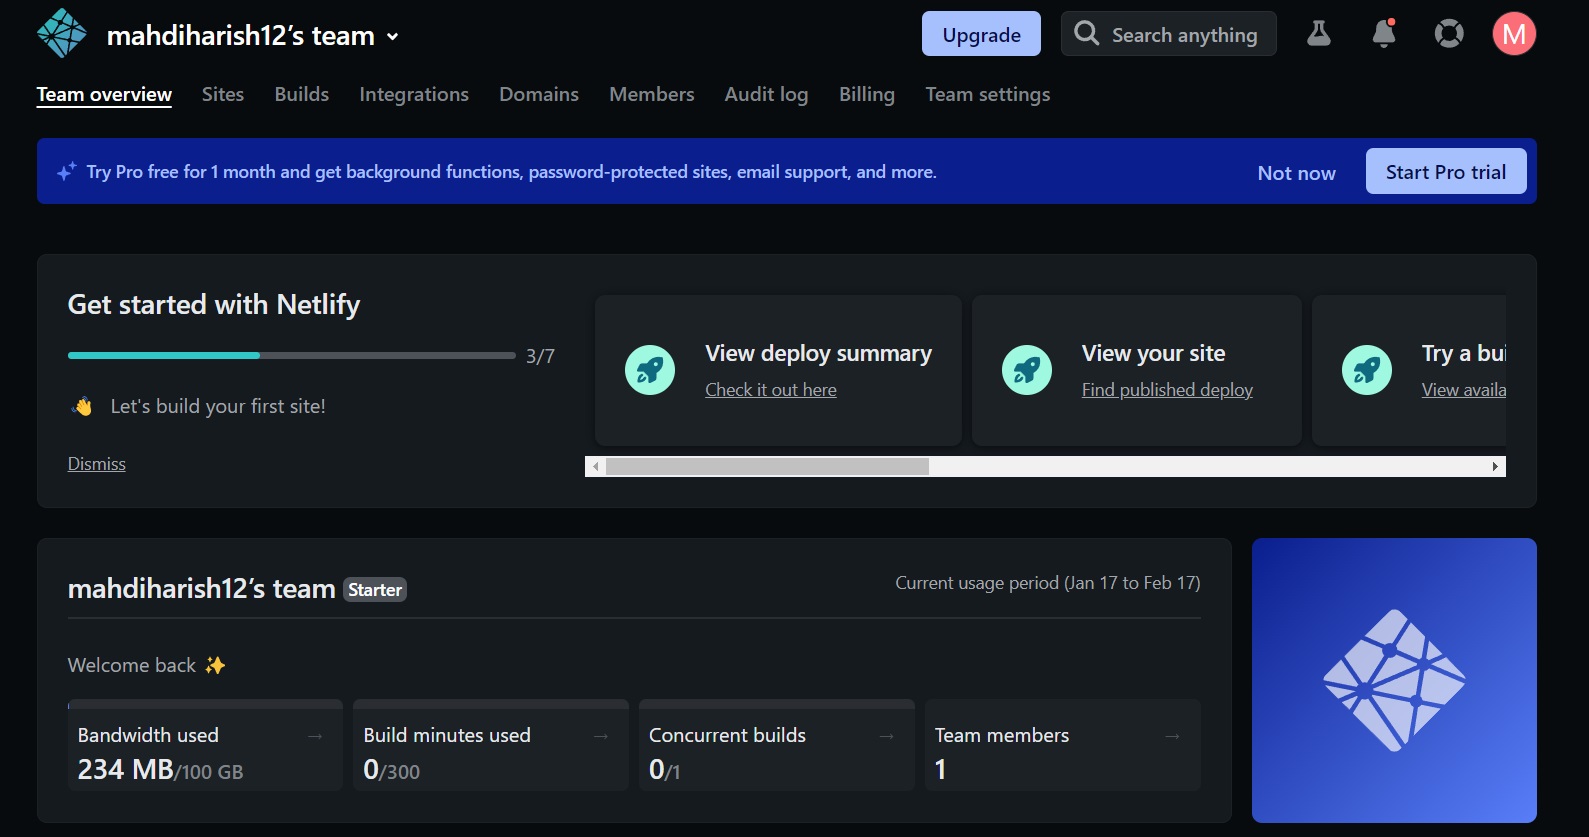 mahdiharish12’s team
Upgrade
Search anything
M
Team overview Sites Builds Integrations Domains Members Audit log Billing Team settings
Try Pro free for 1 month and get background functions, password-protected sites, email support, and more.
Not now
Start Pro trial
Get started with Netlify
3/7
👋 Let's build your first site!
Dismiss
View deploy summary
Check it out here
View your site
Find published deploy
Try a bui
View availa
mahdiharish12’s team Starter
Current usage period (Jan 17 to Feb 17)
Welcome back ✨
Bandwidth used →
234 MB/100 GB
Build minutes used →
0/300
Concurrent builds →
0/1
Team members →
1